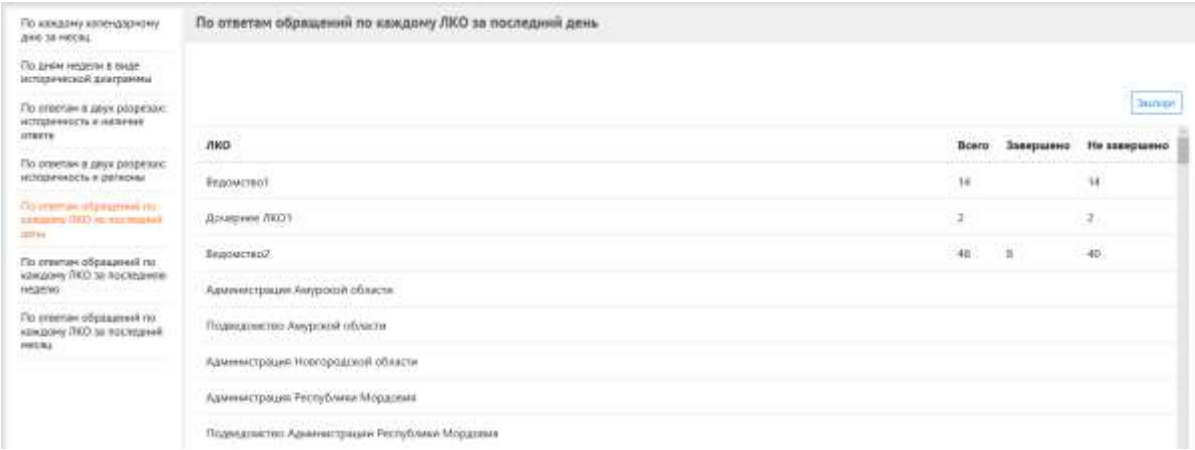 По каждому календарному
дню за месяц
По дням недели в виде
исторической диаграммы
По ответам в двух разрезах:
историчность и наличие
ответа
По ответам в двух разрезах:
историчность и регионы
По ответам обращений по
каждому ЛКО за последний
день
По ответам обращений по
каждому ЛКО за последнюю
неделю
По ответам обращений по
каждому ЛКО за последний
месяц
По ответам обращений по каждому ЛКО за последний день
Экспорт
ЛКО Всего Завершено Не завершено
Ведомство1 14 14
Дочернее ЛКО1 2 2
Ведомство2 48 8 40
Администрация Амурской области
Подведомство Амурской области
Администрация Новгородской области
Администрация Республики Мордовия
Подведомство Администрации Республики Мордовия